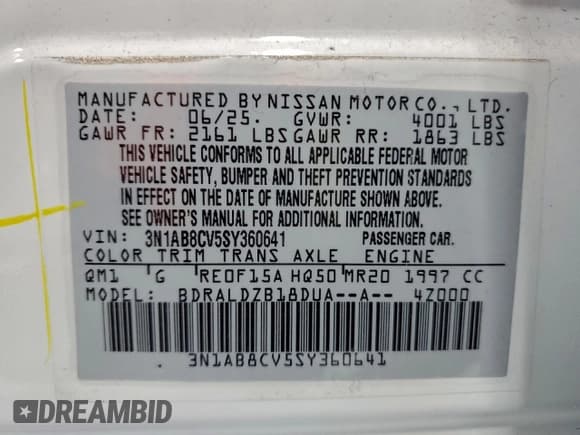 MANUFACTURED BY NISSAN MOTOR CO., LTD.
DATE: 06/25. GVWR: 4001 LBS
GAWR FR: 2161 LBS GAWR RR: 1863 LBS
THIS VEHICLE CONFORMS TO ALL APPLICABLE FEDERAL MOTOR
VEHICLE SAFETY, BUMPER AND THEFT PREVENTION STANDARDS
IN EFFECT ON THE DATE OF MANUFACTURE SHOWN ABOVE.
SEE OWNER'S MANUAL FOR ADDITIONAL INFORMATION.
VIN: 3N1AB8CV5SY360641 PASSENGER CAR.
COLOR TRIM TRANS AXLE ENGINE
QM1 G RE0F15A HQ50 MR20 1997 CC
MODEL: BDRALDZB18DUA--A-- 4Z000
3N1AB8CV5SY360641
DREAMBID